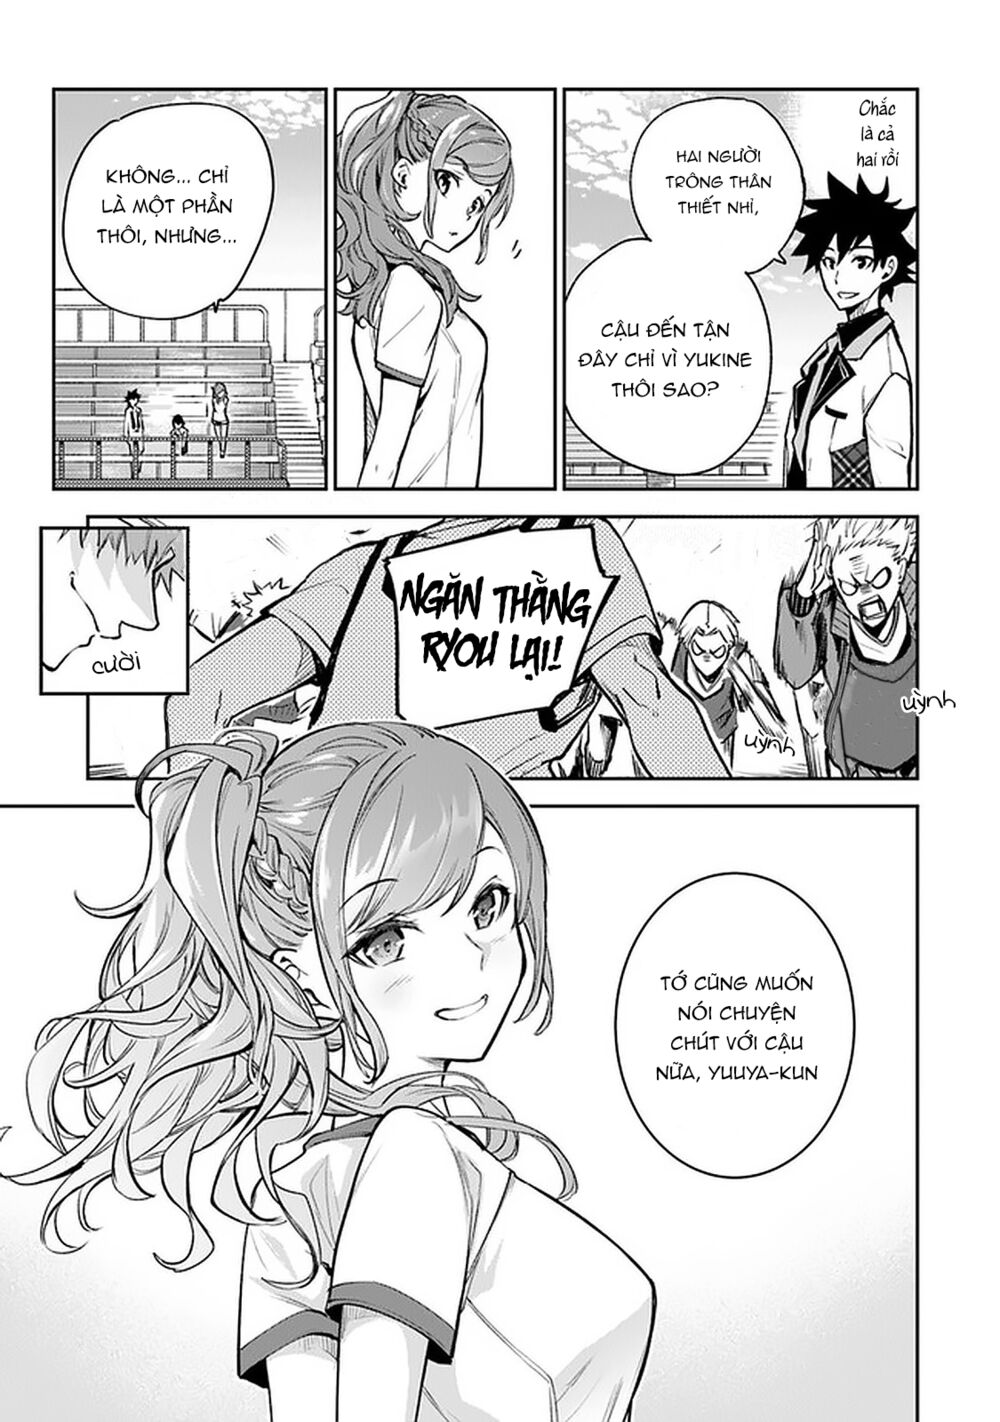 Chắc
là cả
hai rồi
HAI NGƯỜI
TRÔNG THÂN
THIẾT NHỈ,
CẬU ĐẾN TẬN
ĐÂY CHỈ VÌ YUKINE
THÔI SAO?
KHÔNG... CHỈ
LÀ MỘT PHẦN
THÔI, NHƯNG...
uỳnh
uỳnh
NGĂN THẰNG
RYOU LẠI!!
cười
TỚ CŨNG MUỐN
NÓI CHUYỆN
CHÚT VỚI CẬU
NỮA, YUUYA-KUN